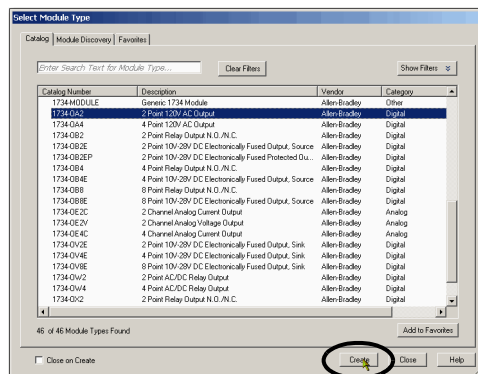 Select Module Type
Catalog Module Discovery Favorites
Enter Search Text for Module Type... Clear Filters Show Filters
Catalog Number Description Vendor Category
1734-MODULE Generic 1734 Module Allen-Bradley Other
1734-OA2 2 Point 120V AC Output Allen-Bradley Digital
1734-OA4 4 Point 120V AC Output Allen-Bradley Digital
1734-OB2 2 Point Relay Output N.O./N.C. Allen-Bradley Digital
1734-OB2E 2 Point 10V-28V DC Electronically Fused Output, Source Allen-Bradley Digital
1734-OB2EP 2 Point 10V-28V DC Electronically Fused Protected Ou... Allen-Bradley Digital
1734-OB4 4 Point Relay Output N.O./N.C. Allen-Bradley Digital
1734-OB4E 4 Point 10V-28V DC Electronically Fused Output, Source Allen-Bradley Digital
1734-OB8 8 Point Relay Output N.O./N.C. Allen-Bradley Digital
1734-OB8E 8 Point 10V-28V DC Electronically Fused Output, Source Allen-Bradley Digital
1734-OE2C 2 Channel Analog Current Output Allen-Bradley Analog
1734-OE2V 2 Channel Analog Voltage Output Allen-Bradley Analog
1734-OE4C 4 Channel Analog Current Output Allen-Bradley Analog
1734-OV2E 2 Point 10V-28V DC Electronically Fused Output, Sink Allen-Bradley Digital
1734-OV4E 4 Point 10V-28V DC Electronically Fused Output, Sink Allen-Bradley Digital
1734-OV8E 8 Point 10V-28V DC Electronically Fused Output, Sink Allen-Bradley Digital
1734-OW2 2 Point AC/DC Relay Output Allen-Bradley Digital
1734-OW4 4 Point AC/DC Relay Output Allen-Bradley Digital
1734-OX2 2 Point Relay Output N.O./N.C. Allen-Bradley Digital
46 of 46 Module Types Found Add to Favorites
Close on Create Create Close Help